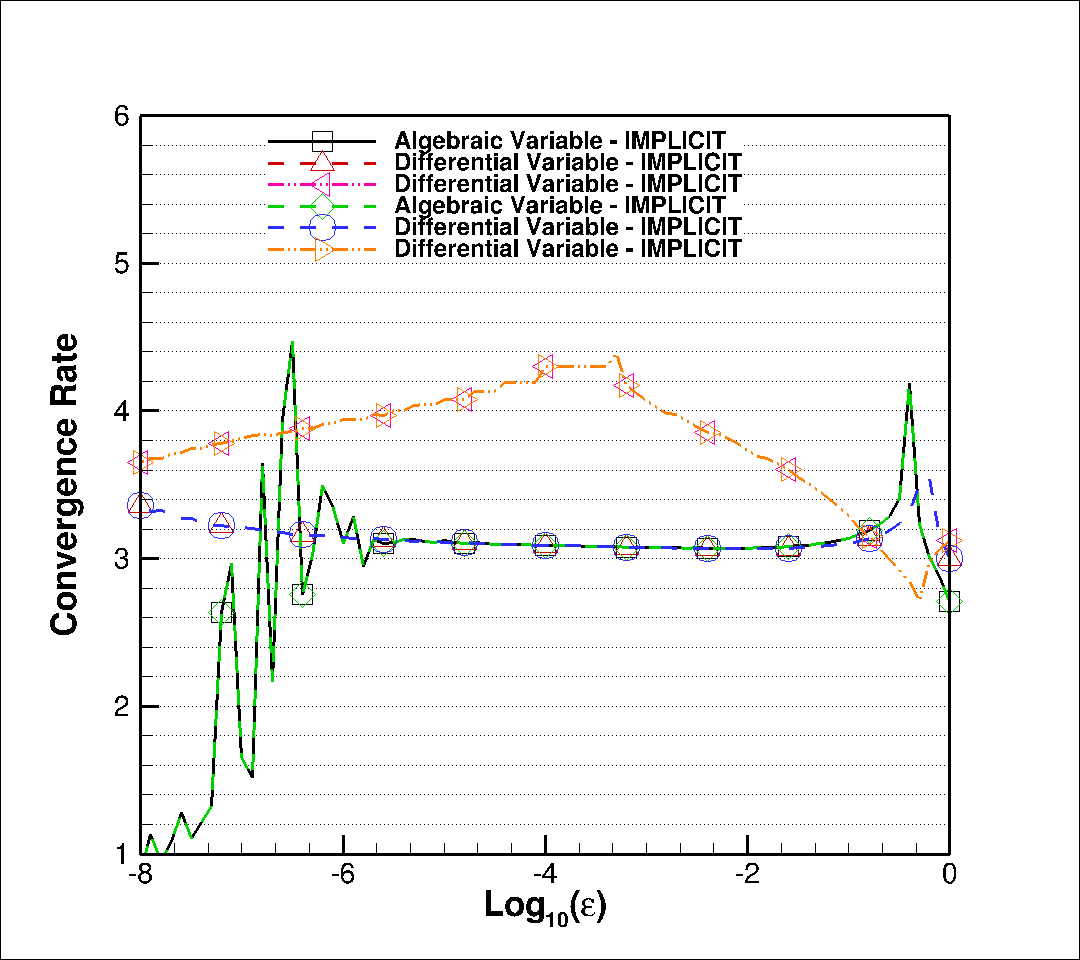 6
5
4
3
2
1
Convergence Rate
Algebraic Variable - IMPLICIT
Differential Variable - IMPLICIT
Differential Variable - IMPLICIT
Algebraic Variable - IMPLICIT
Differential Variable - IMPLICIT
Differential Variable - IMPLICIT
-8 -6 -4 -2 0
Log10(ε)